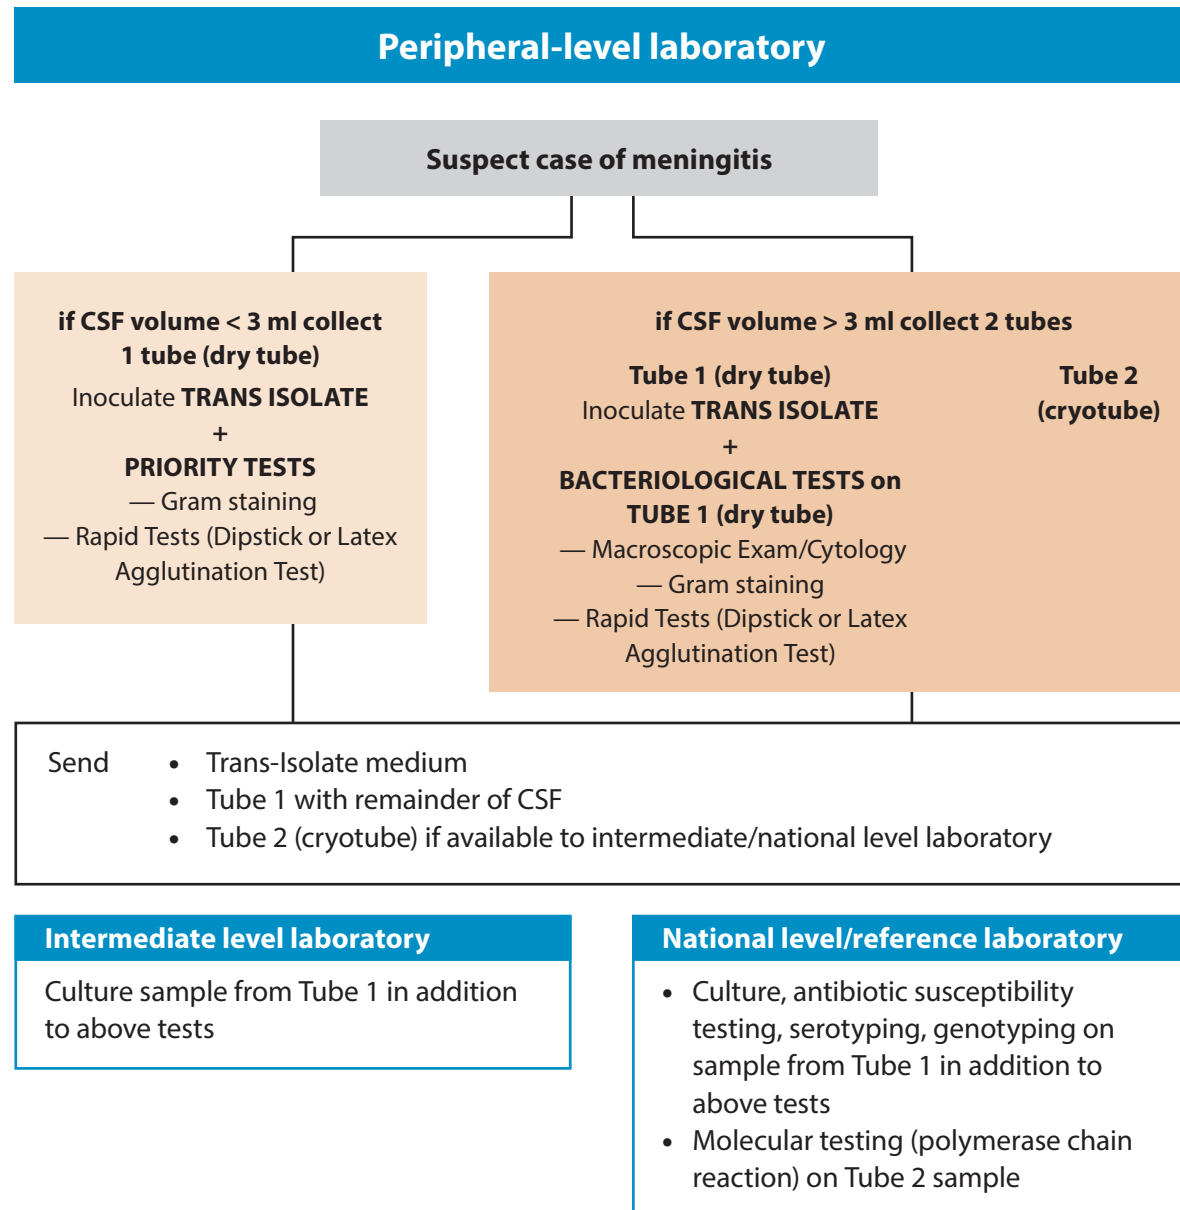 Peripheral-level laboratory
Suspect case of meningitis
if CSF volume < 3 ml collect
1 tube (dry tube)
Inoculate TRANS ISOLATE
+
PRIORITY TESTS
— Gram staining
— Rapid Tests (Dipstick or Latex
Agglutination Test)
if CSF volume > 3 ml collect 2 tubes
Tube 1 (dry tube)
Inoculate TRANS ISOLATE
+
BACTERIOLOGICAL TESTS on
TUBE 1 (dry tube)
— Macroscopic Exam/Cytology
— Gram staining
— Rapid Tests (Dipstick or Latex
Agglutination Test)
Tube 2
(cryotube)
Send • Trans-Isolate medium
• Tube 1 with remainder of CSF
• Tube 2 (cryotube) if available to intermediate/national level laboratory
Intermediate level laboratory
Culture sample from Tube 1 in addition
to above tests
National level/reference laboratory
• Culture, antibiotic susceptibility
testing, serotyping, genotyping on
sample from Tube 1 in addition to
above tests
• Molecular testing (polymerase chain
reaction) on Tube 2 sample